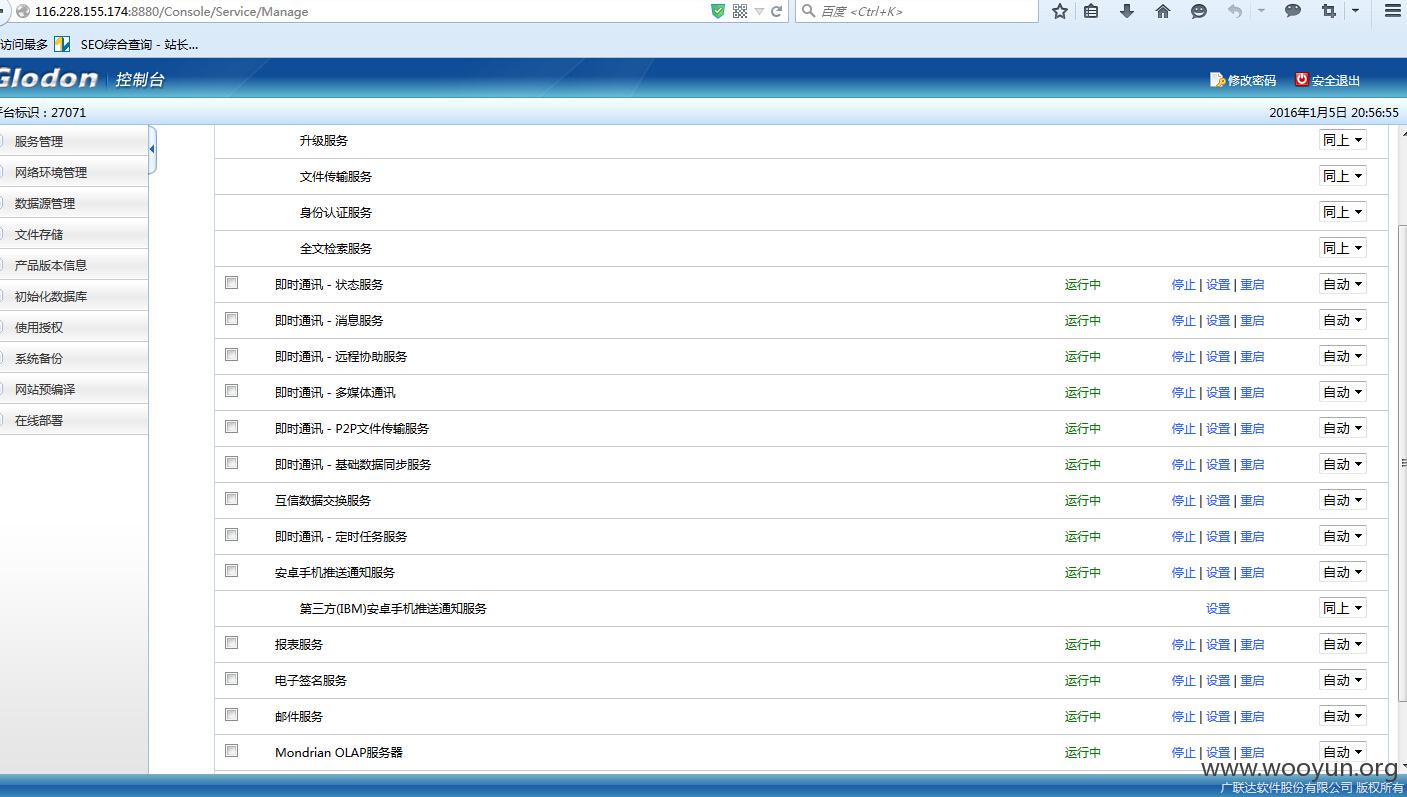 116.228.155.174:8880/Console/Service/Manage
百度 <Ctrl+K>
访问最多 SEO综合查询 - 站长...
Glodon 控制台 修改密码 安全退出
平台标识：27071 2016年1月5日 20:56:55
服务管理
网络环境管理
数据源管理
文件存储
产品版本信息
初始化数据库
使用授权
系统备份
网站预编译
在线部署
升级服务 同上
文件传输服务 同上
身份认证服务 同上
全文检索服务 同上
即时通讯 - 状态服务 运行中 停止 | 设置 | 重启 自动
即时通讯 - 消息服务 运行中 停止 | 设置 | 重启 自动
即时通讯 - 远程协助服务 运行中 停止 | 设置 | 重启 自动
即时通讯 - 多媒体通讯 运行中 停止 | 设置 | 重启 自动
即时通讯 - P2P文件传输服务 运行中 停止 | 设置 | 重启 自动
即时通讯 - 基础数据同步服务 运行中 停止 | 设置 | 重启 自动
互信数据交换服务 运行中 停止 | 设置 | 重启 自动
即时通讯 - 定时任务服务 运行中 停止 | 设置 | 重启 自动
安卓手机推送通知服务 运行中 停止 | 设置 | 重启 自动
第三方(IBM)安卓手机推送通知服务 设置 同上
报表服务 运行中 停止 | 设置 | 重启 自动
电子签名服务 运行中 停止 | 设置 | 重启 自动
邮件服务 运行中 停止 | 设置 | 重启 自动
Mondrian OLAP服务器 运行中 停止 | 设置 | 重启 自动
www.wooyun.org
广联达软件股份有限公司 版权所有